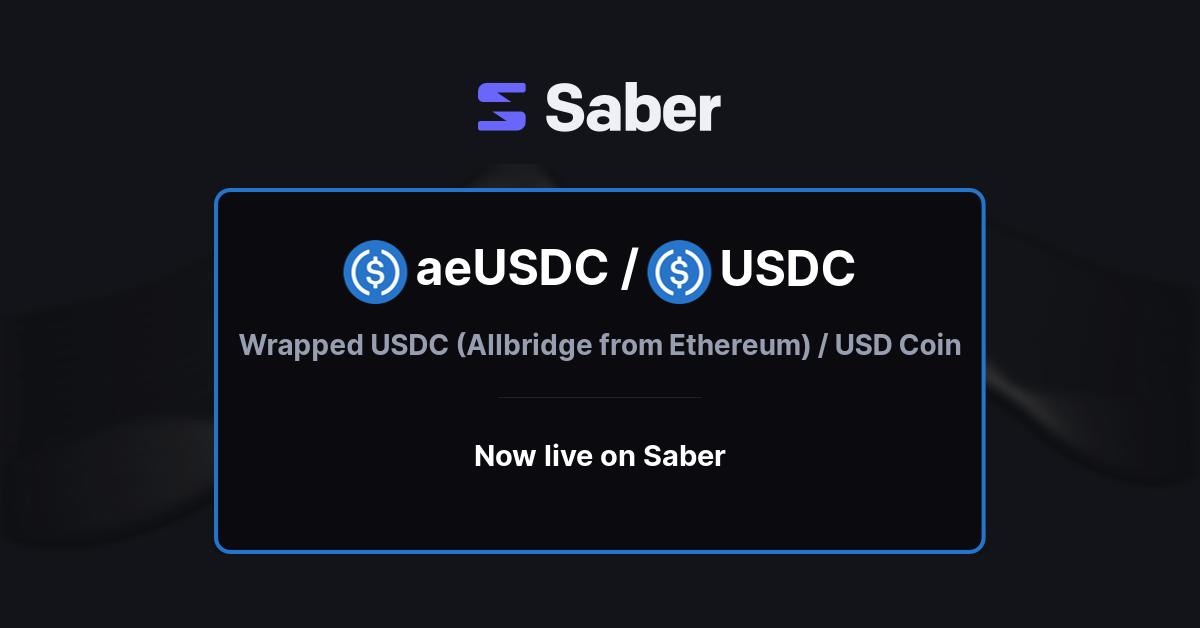 Saber
aeUSDC / USDC
Wrapped USDC (Allbridge from Ethereum) / USD Coin
Now live on Saber